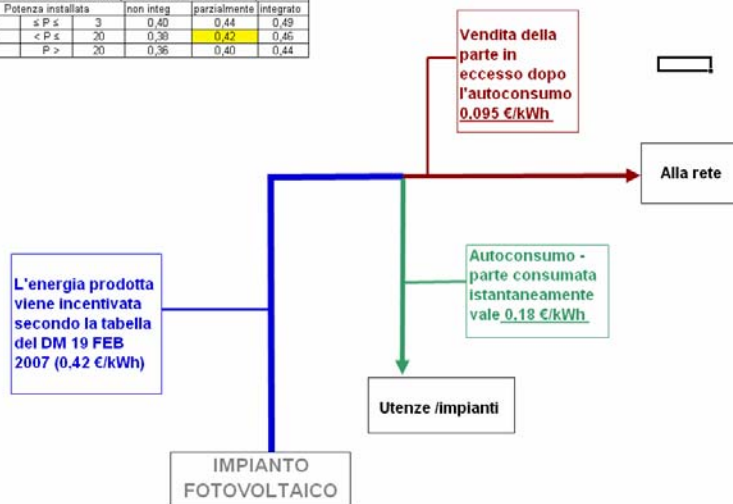 Potenza installata non integ parzialmente integrato
≤ P ≤ 3 0,40 0,44 0,49
< P ≤ 20 0,38 0,42 0,46
P > 20 0,36 0,40 0,44
Vendita della
parte in
eccesso dopo
l'autoconsumo
0,095 €/kWh
Alla rete
L'energia prodotta
viene incentivata
secondo la tabella
del DM 19 FEB
2007 (0,42 €/kWh)
Autoconsumo -
parte consumata
istantaneamente
vale 0,18 €/kWh
Utenze /impianti
IMPIANTO
FOTOVOLTAICO